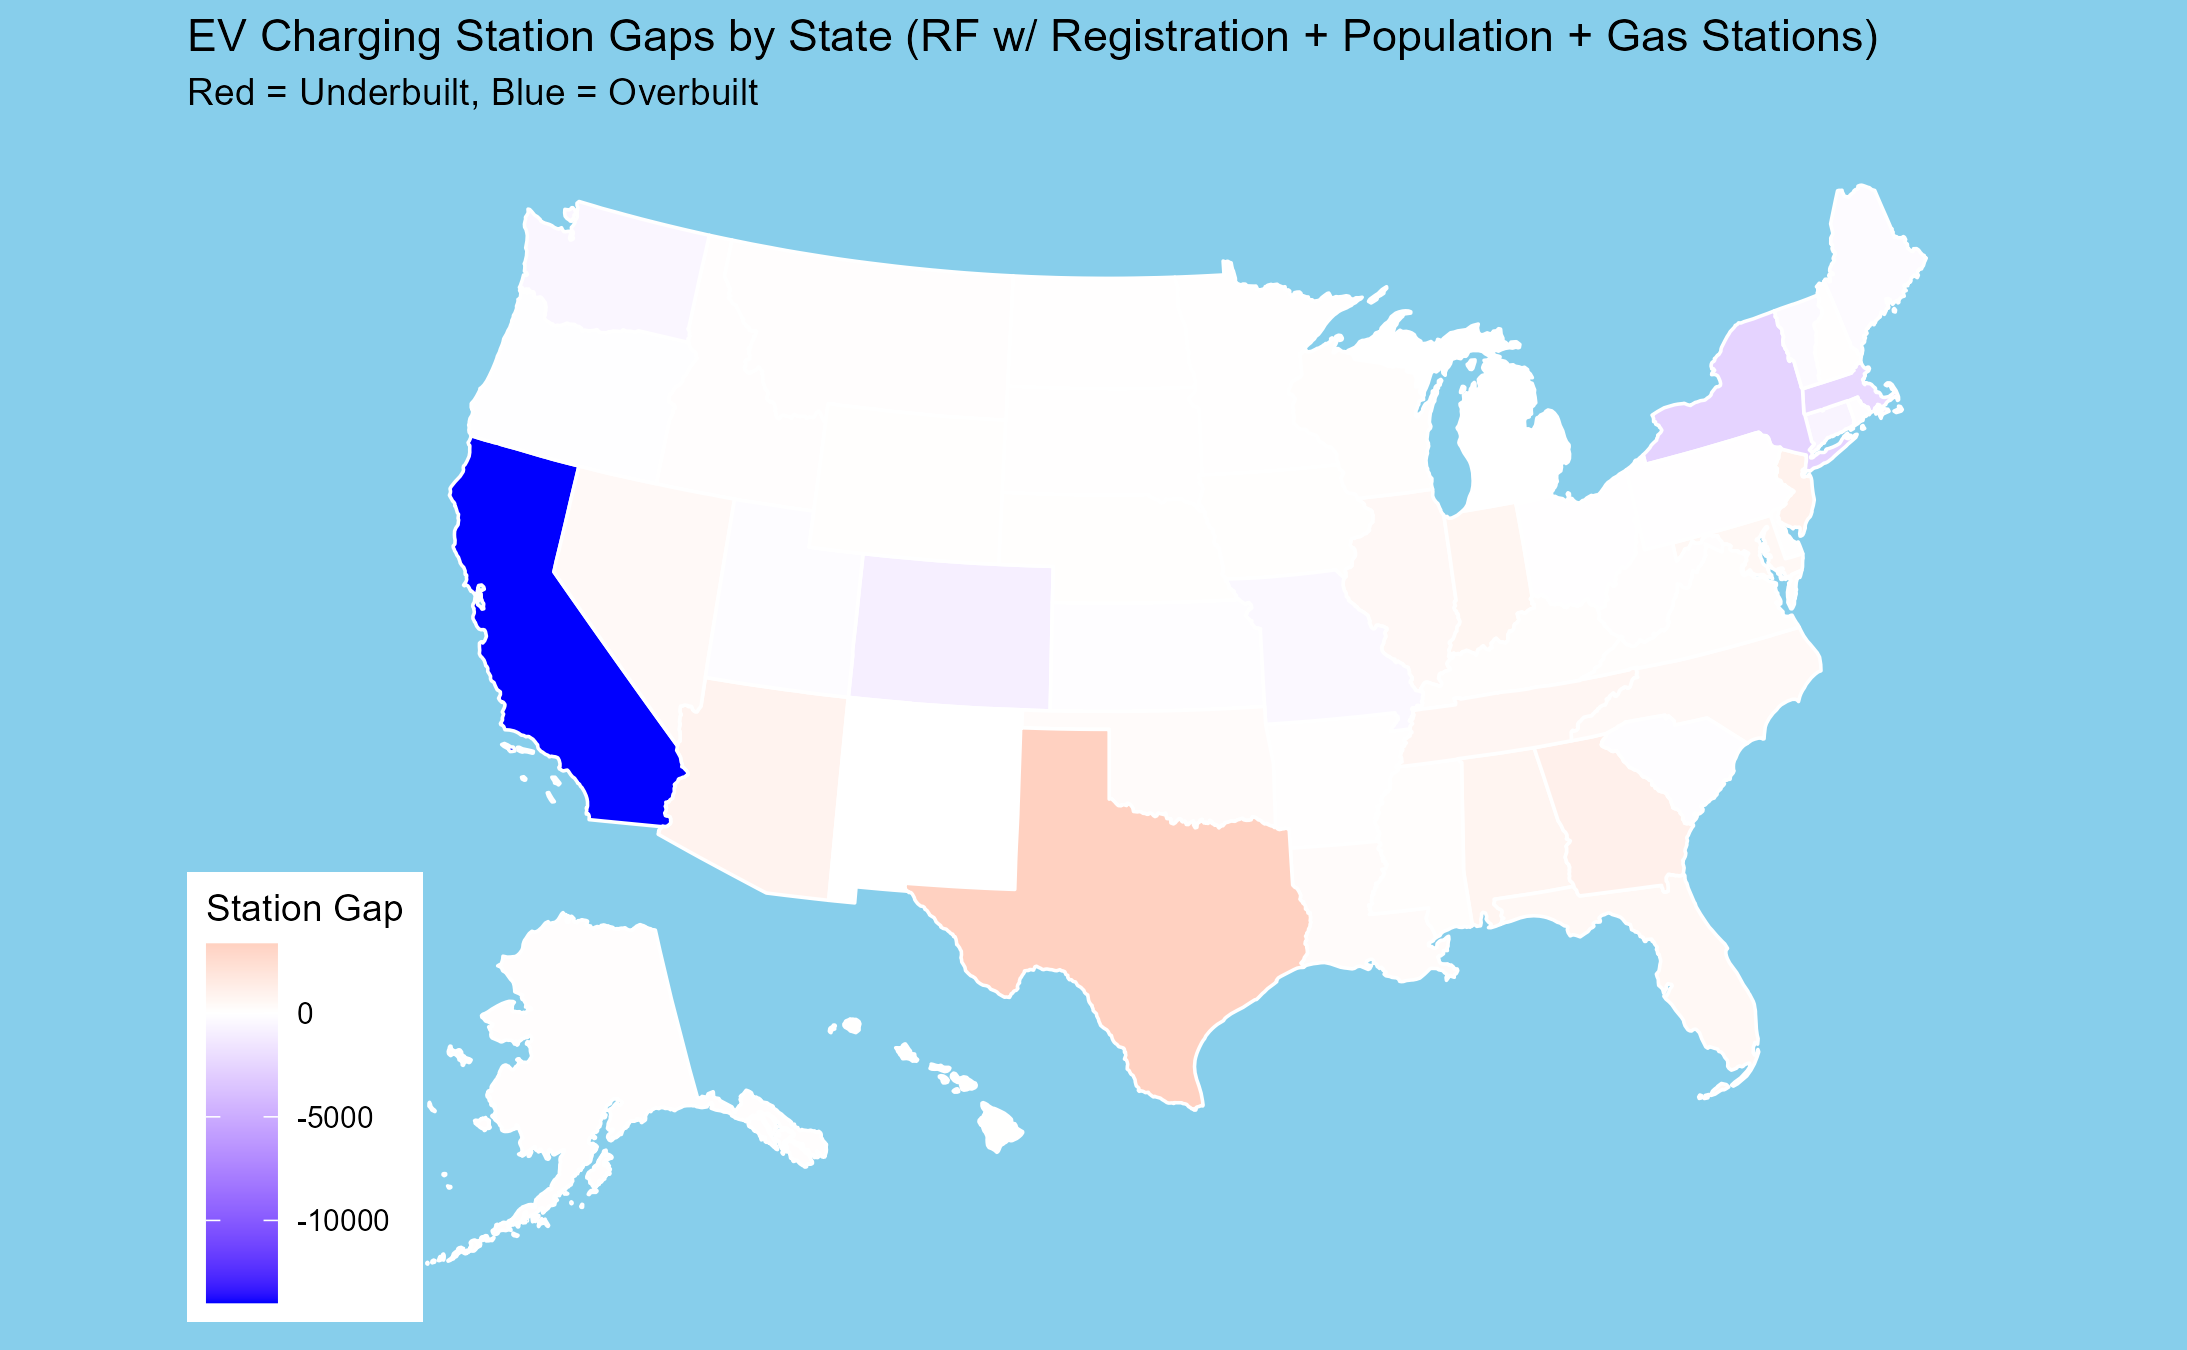 EV Charging Station Gaps by State (RF w/ Registration + Population + Gas Stations)
Red = Underbuilt, Blue = Overbuilt
Station Gap
0
-5000
-10000